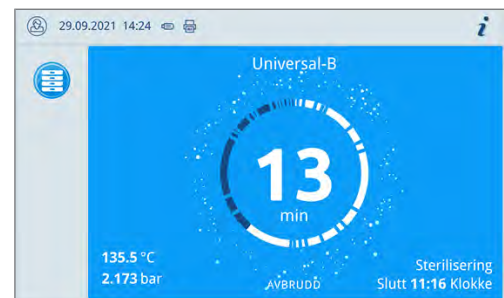 29.09.2021 14:24
i
Universal-B
13
min
135.5 °C
2.173 bar
AVBRUDD
Sterilisering
Slutt 11:16 Klokke